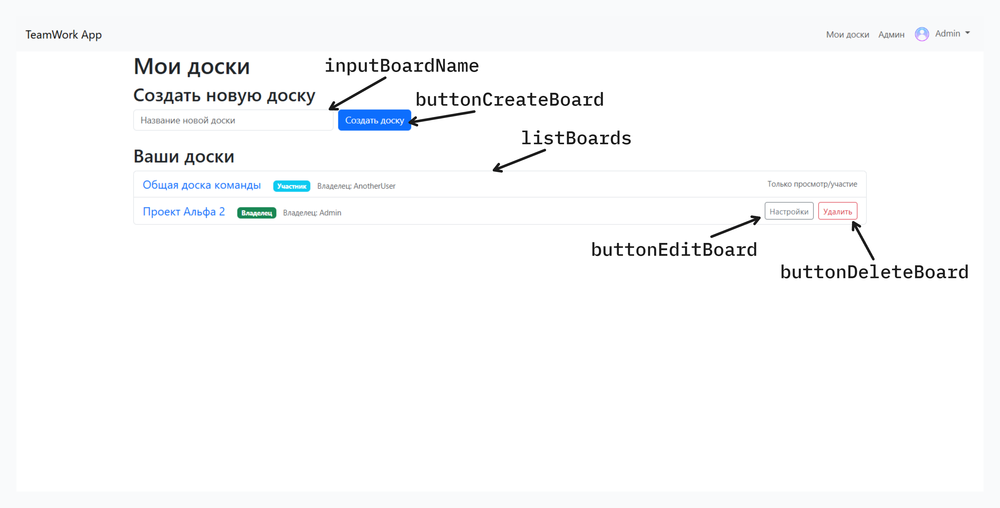 TeamWork App
Мои доски Админ Admin
Мои доски
inputBoardName
Создать новую доску
buttonCreateBoard
Название новой доски
Создать доску
listBoards
Ваши доски
Общая доска команды Участник Владелец: AnotherUser Только просмотр/участие
Проект Альфа 2 Владелец Владелец: Admin Настройки Удалить
buttonEditBoard
buttonDeleteBoard